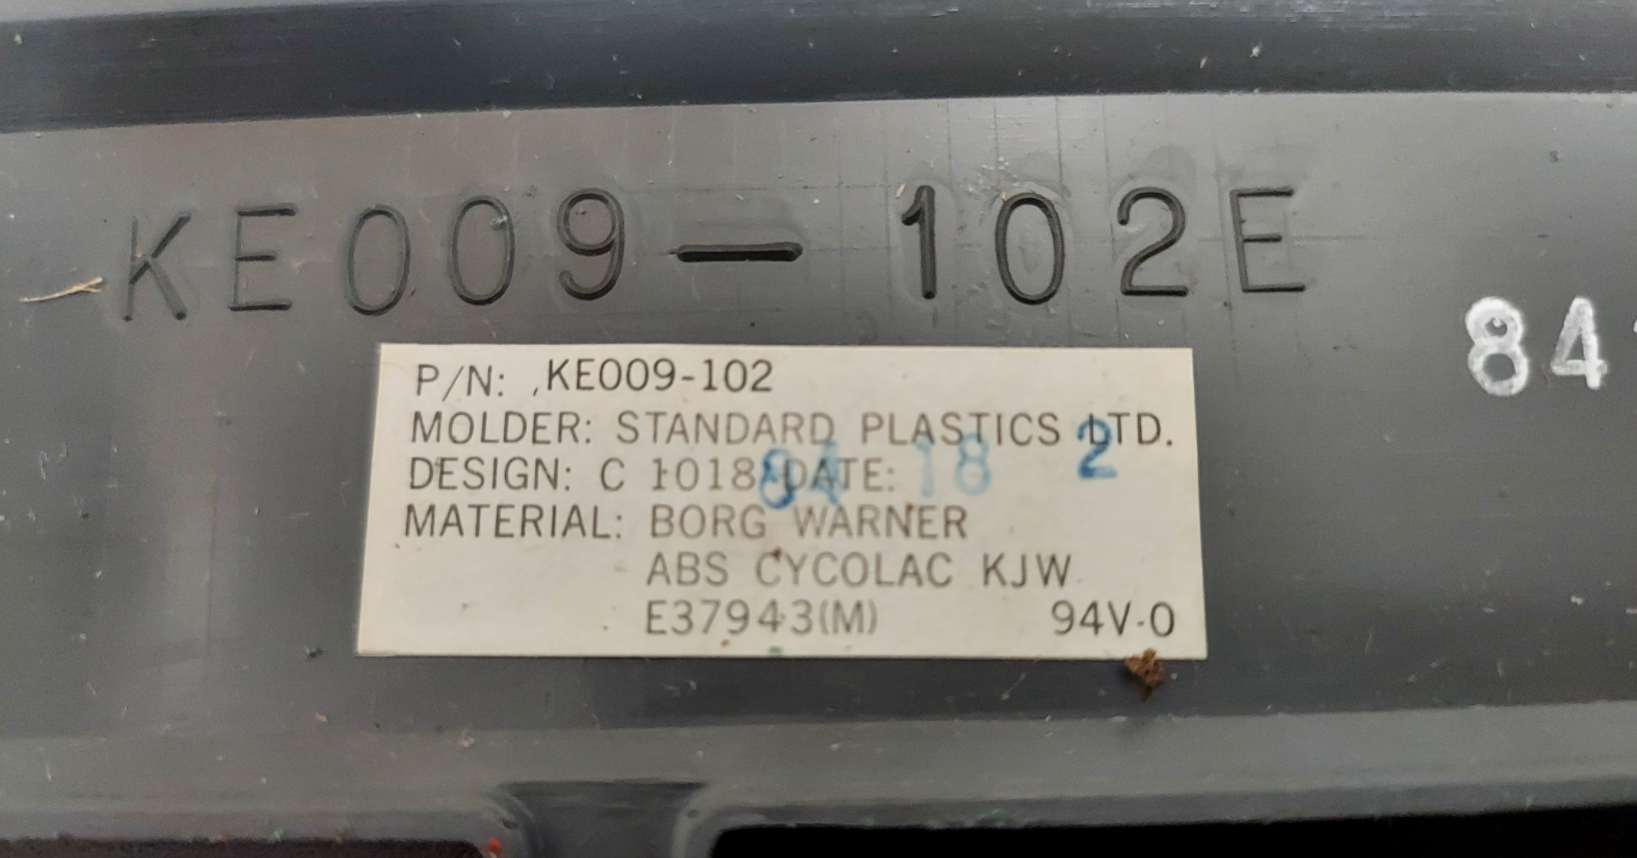 KE009-102E
84
P/N: KE009-102
MOLDER: STANDARD PLASTICS LTD.
DESIGN: C 1018 DATE:
84 18 2
MATERIAL: BORG WARNER
ABS CYCOLAC KJW
E37943(M) 94V-0